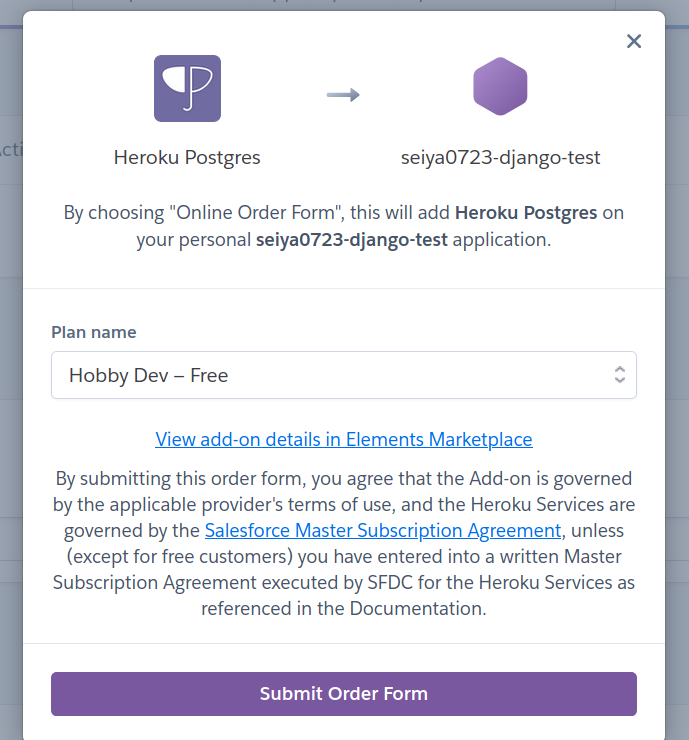 Heroku Postgres
seiya0723-django-test
By choosing "Online Order Form", this will add Heroku Postgres on
your personal seiya0723-django-test application.
Plan name
Hobby Dev – Free
View add-on details in Elements Marketplace
By submitting this order form, you agree that the Add-on is governed
by the applicable provider's terms of use, and the Heroku Services are
governed by the Salesforce Master Subscription Agreement, unless
(except for free customers) you have entered into a written Master
Subscription Agreement executed by SFDC for the Heroku Services as
referenced in the Documentation.
Submit Order Form